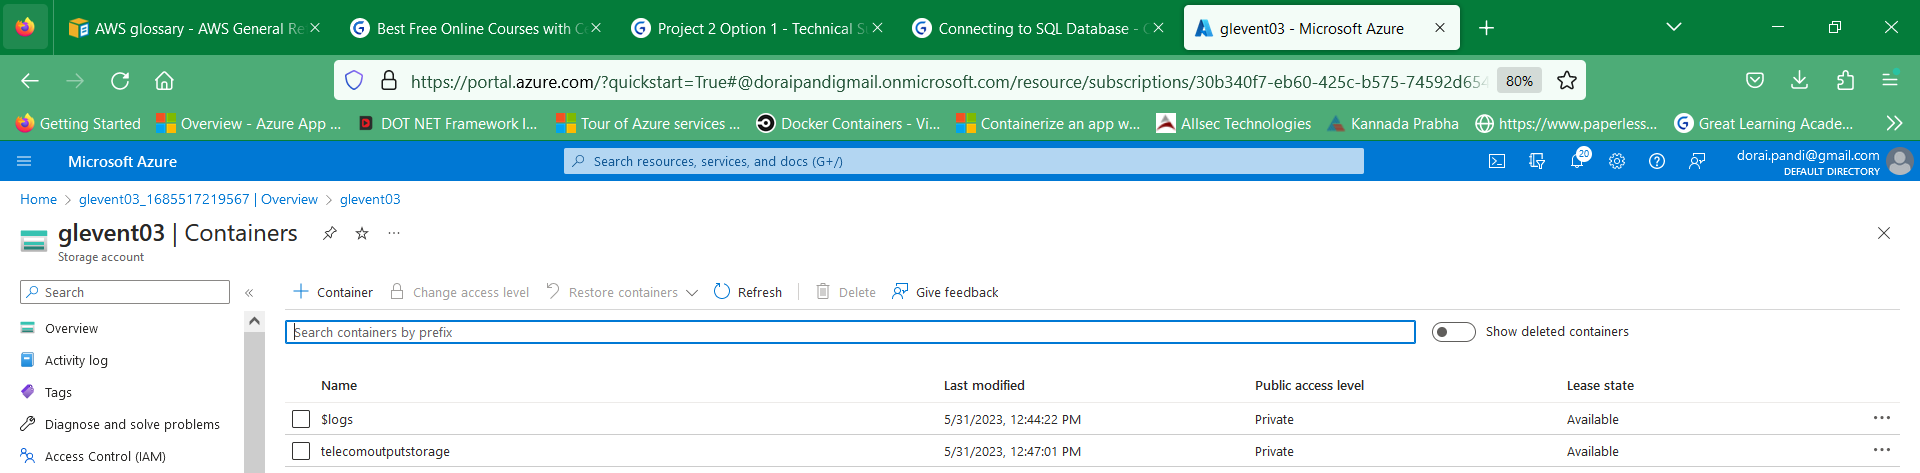 AWS glossary - AWS General Re
Best Free Online Courses with Ce
Project 2 Option 1 - Technical S
Connecting to SQL Database - 
glevent03 - Microsoft Azure
https://portal.azure.com/?quickstart=True#@doraipandigmail.onmicrosoft.com/resource/subscriptions/30b340f7-eb60-425c-b575-74592d654
80%
Getting Started
Overview - Azure App ...
DOT NET Framework I...
Tour of Azure services ...
Docker Containers - Vi...
Containerize an app w...
Allsec Technologies
Kannada Prabha
https://www.paperless...
Great Learning Acade...
Microsoft Azure
Search resources, services, and docs (G+/)
20
dorai.pandi@gmail.com
DEFAULT DIRECTORY
Home > glevent03_1685517219567 | Overview > glevent03
glevent03 | Containers
Storage account
Search
Container
Change access level
Restore containers
Refresh
Delete
Give feedback
Overview
Search containers by prefix
Show deleted containers
Activity log
Tags
Diagnose and solve problems
Access Control (IAM)
Name Last modified Public access level Lease state
$logs 5/31/2023, 12:44:22 PM Private Available
telecomoutputstorage 5/31/2023, 12:47:01 PM Private Available